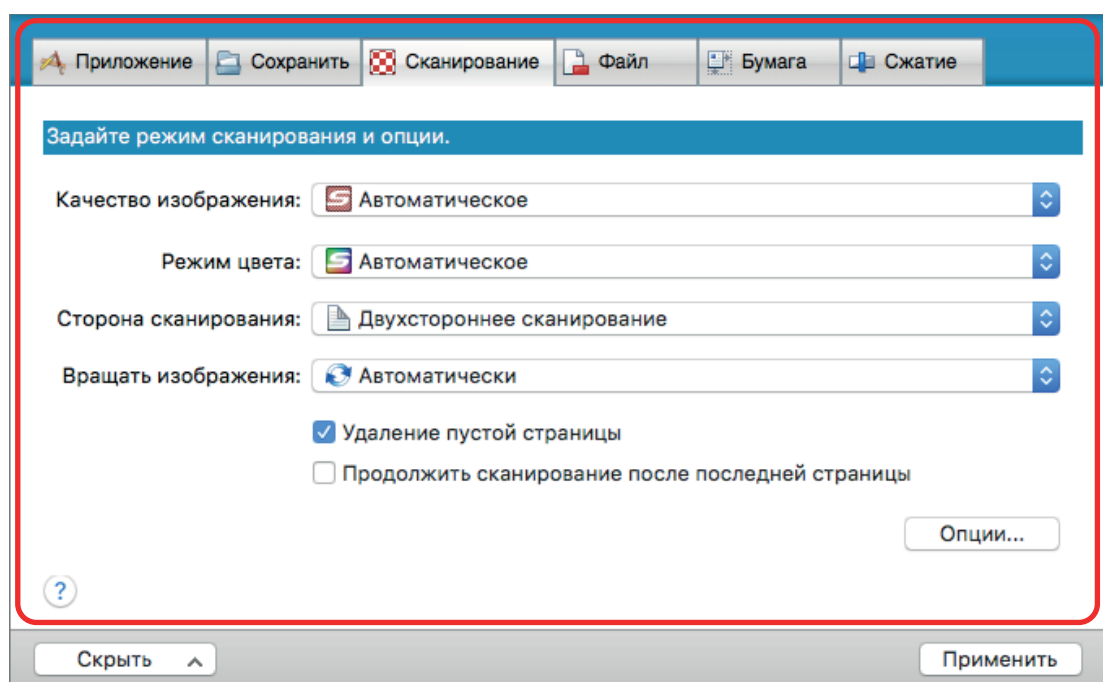 Приложение Сохранить Сканирование Файл Бумага Сжатие
Задайте режим сканирования и опции.
Качество изображения: Автоматическое
Режим цвета: Автоматическое
Сторона сканирования: Двухстороннее сканирование
Вращать изображения: Автоматически
Удаление пустой страницы
Продолжить сканирование после последней страницы
Опции...
?
Скрыть Применить